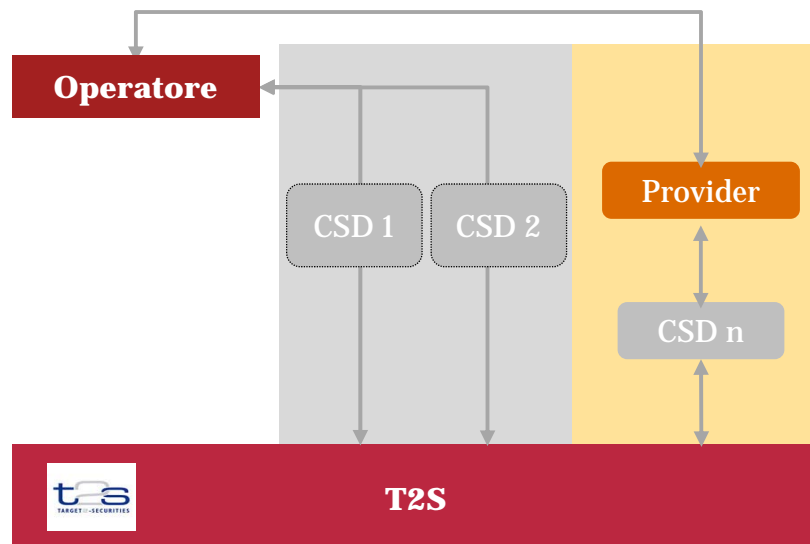 Operatore
Provider
CSD 1
CSD 2
CSD n
t2s
TARGET2-SECURITIES
T2S